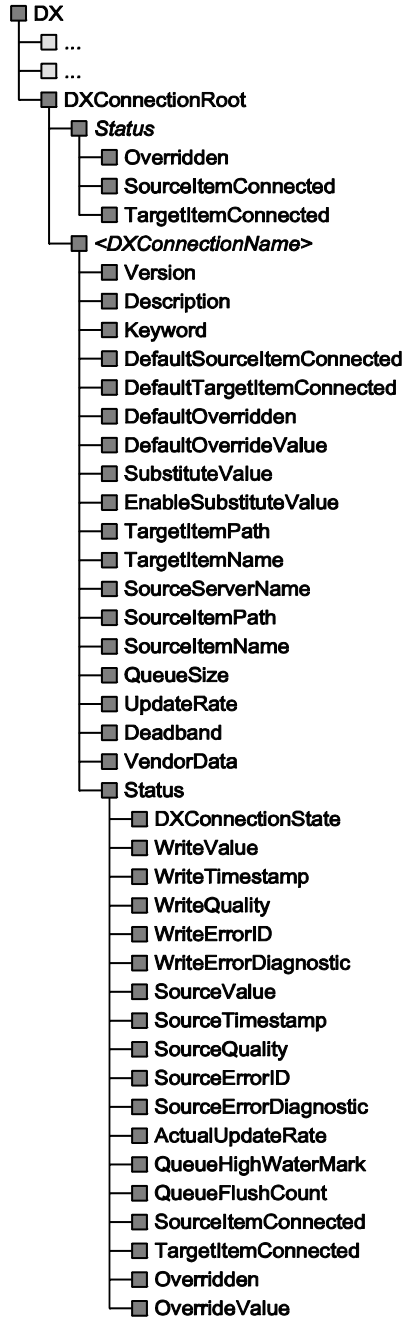 DX
...
...
DXConnectionRoot
Status
Overridden
SourceItemConnected
TargetItemConnected
<DXConnectionName>
Version
Description
Keyword
DefaultSourceItemConnected
DefaultTargetItemConnected
DefaultOverridden
DefaultOverrideValue
SubstituteValue
EnableSubstituteValue
TargetItemPath
TargetItemName
SourceServerName
SourceItemPath
SourceItemName
QueueSize
UpdateRate
Deadband
VendorData
Status
DXConnectionState
WriteValue
WriteTimestamp
WriteQuality
WriteErrorID
WriteErrorDiagnostic
SourceValue
SourceTimestamp
SourceQuality
SourceErrorID
SourceErrorDiagnostic
ActualUpdateRate
QueueHighWaterMark
QueueFlushCount
SourceItemConnected
TargetItemConnected
Overridden
OverrideValue